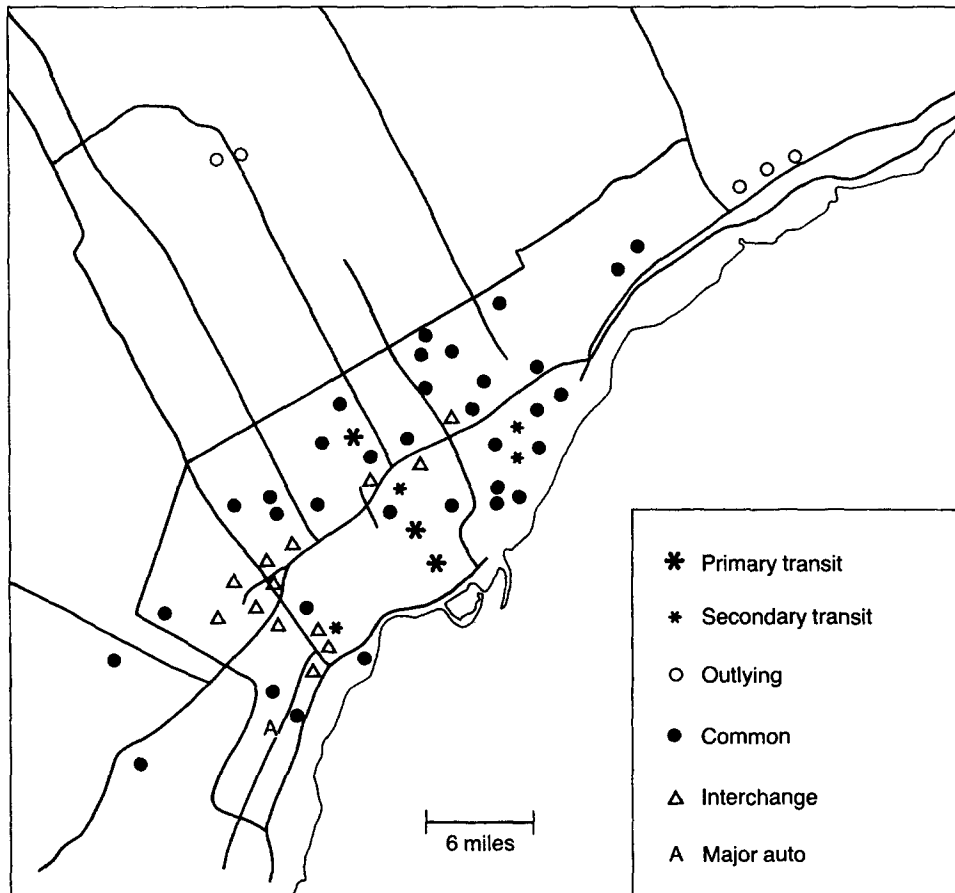 A
6 miles
Primary transit
Secondary transit
Outlying
Common
Interchange
A Major auto